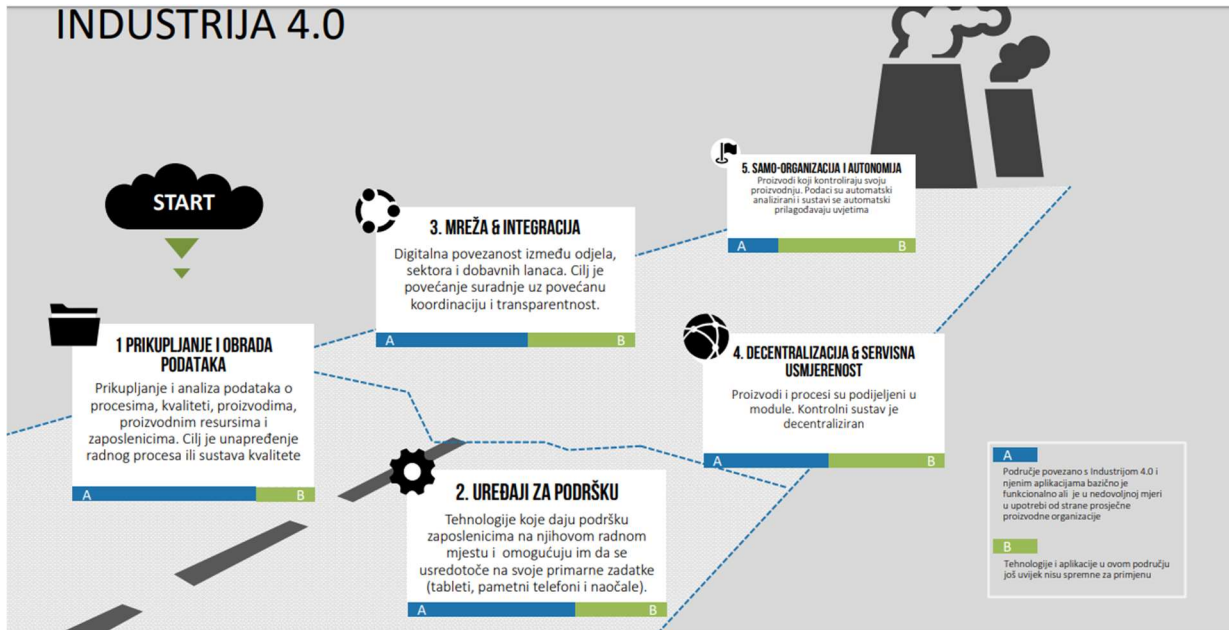 INDUSTRIJA 4.0
START
1 PRIKUPLJANJE I OBRADA
PODATAKA
Prikupljanje i analiza podataka o
procesima, kvaliteti, proizvodima,
proizvodnim resursima i
zaposlenicima. Cilj je unapređenje
radnog procesa ili sustava kvalitete
A B
2. UREĐAJI ZA PODRŠKU
Tehnologije koje daju podršku
zaposlenicima na njihovom radnom
mjestu i omogućuju im da se
usredotoče na svoje primarne zadatke
(tableti, pametni telefoni i naočale).
A B
3. MREŽA & INTEGRACIJA
Digitalna povezanost između odjela,
sektora i dobavnih lanaca. Cilj je
povećanje suradnje uz povećanu
koordinaciju i transparentnost.
A B
4. DECENTRALIZACIJA & SERVISNA
USMJERENOST
Proizvodi i procesi su podijeljeni u
module. Kontrolni sustav je
decentraliziran
A B
5. SAMO-ORGANIZACIJA I AUTONOMIJA
Proizvodi koji kontroliraju svoju
proizvodnju. Podaci su automatski
analizirani i sustavi se automatski
prilagođavaju uvjetima
A B
A
Područje povezano s Industrijom 4.0 i
njenim aplikacijama bazično je
funkcionalno ali je u nedovoljnoj mjeri
u upotrebi od strane prosječne
proizvodne organizacije
B
Tehnologije i aplikacije u ovom području
još uvijek nisu spremne za primjenu